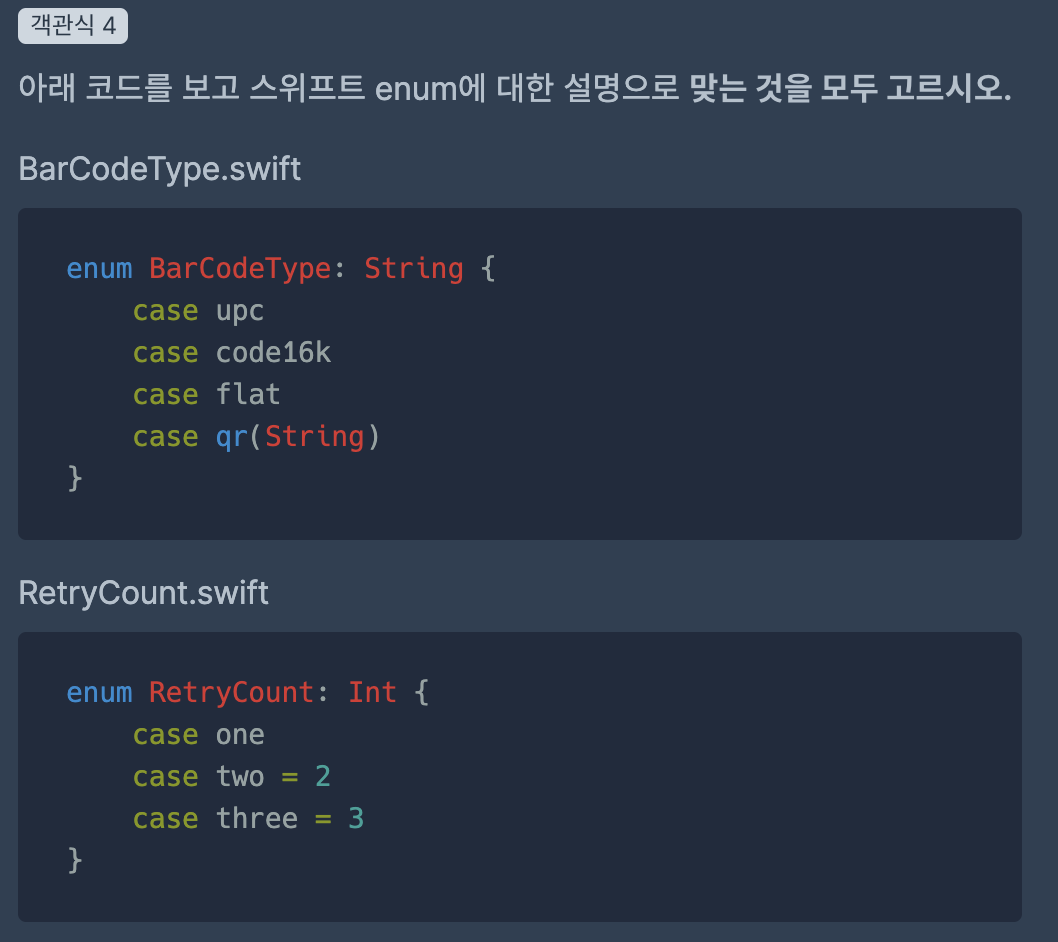 객관식 4
아래 코드를 보고 스위프트 enum에 대한 설명으로 맞는 것을 모두 고르시오.
BarCodeType.swift
enum BarCodeType: String {
    case upc
    case code16k
    case flat
    case qr(String)
}
RetryCount.swift
enum RetryCount: Int {
    case one
    case two = 2
    case three = 3
}